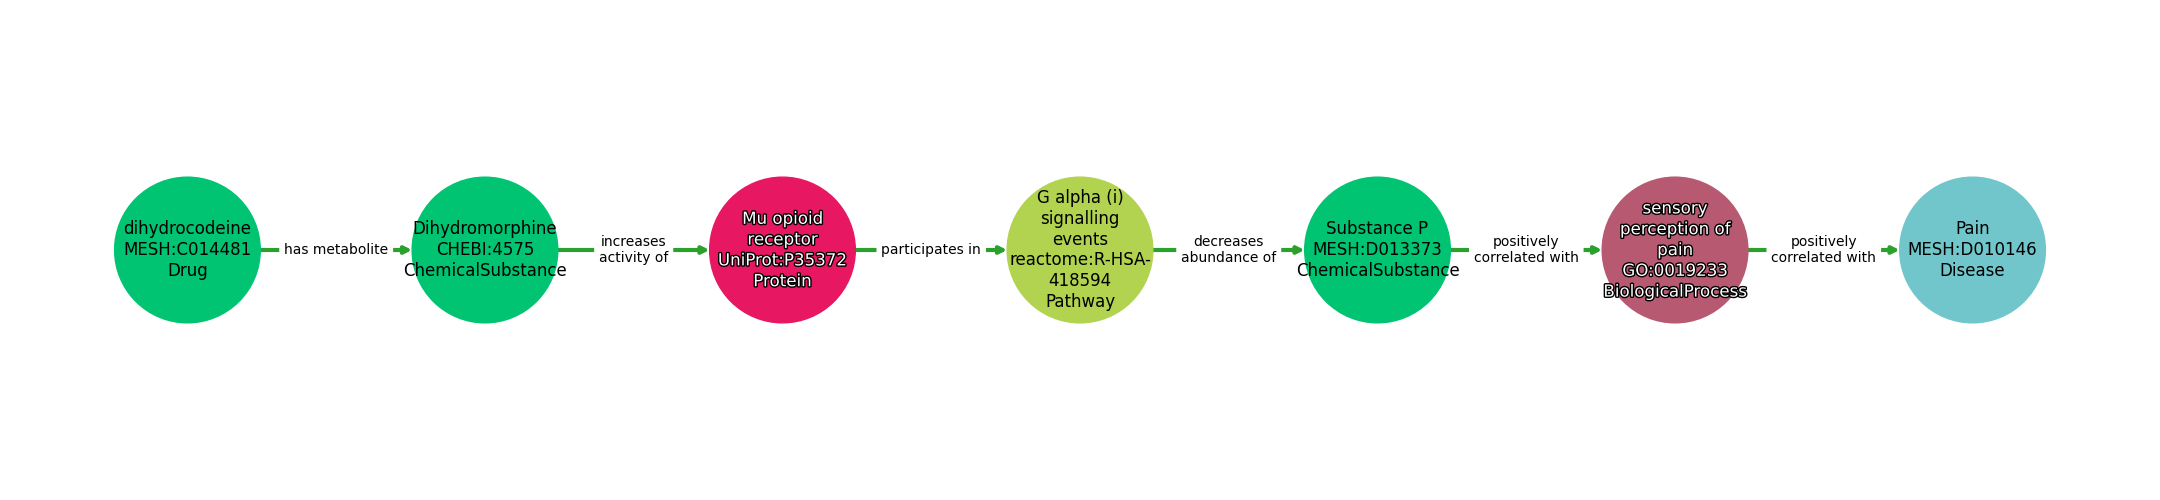 dihydrocodeine
MESH:C014481
Drug
has metabolite
Dihydromorphine
CHEBI:4575
ChemicalSubstance
increases
activity of
Mu opioid
receptor
UniProt:P35372
Protein
participates in
G alpha (i)
signalling
events
reactome:R-HSA-
418594
Pathway
decreases
abundance of
Substance P
MESH:D013373
ChemicalSubstance
positively
correlated with
sensory
perception of
pain
GO:0019233
BiologicalProcess
positively
correlated with
Pain
MESH:D010146
Disease